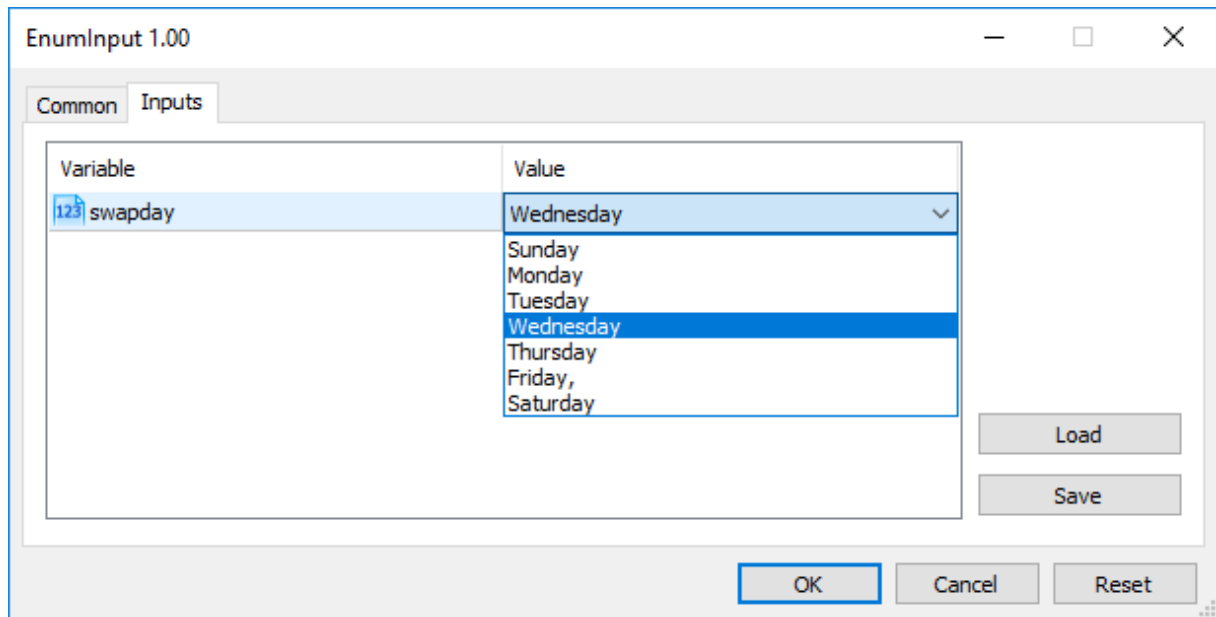 EnumInput 1.00
Common Inputs
Variable Value
123 swapday Wednesday
Sunday
Monday
Tuesday
Wednesday
Thursday
Friday,
Saturday
Load
Save
OK Cancel Reset